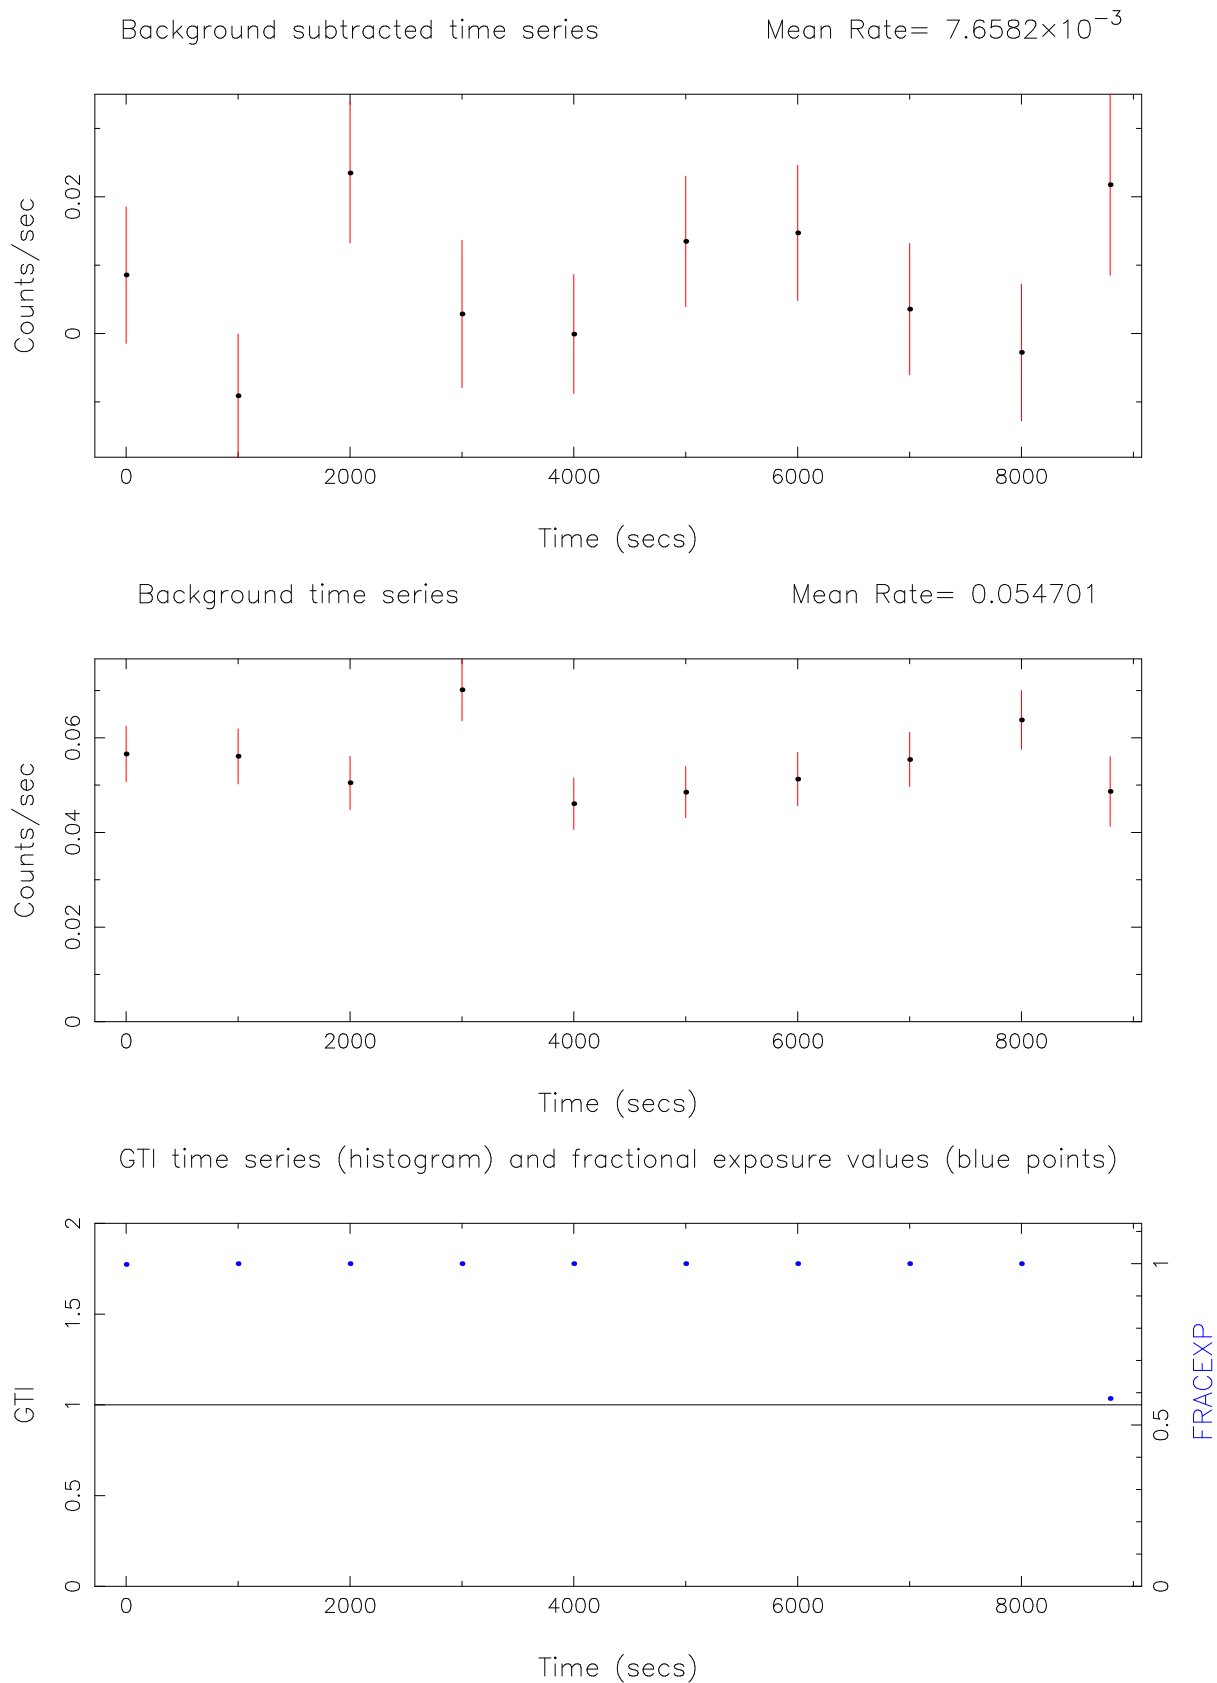 Background subtracted time series Mean Rate= 7.6582×10⁻³
0.02
0
Counts/sec
0 2000 4000 6000 8000
Time (secs)
Background time series Mean Rate= 0.054701
0.06
0.04
0.02
0
Counts/sec
0 2000 4000 6000 8000
Time (secs)
GTI time series (histogram) and fractional exposure values (blue points)
2
1.5
1
0.5
0
GTI
1
0.5
0
FRACEXP
0 2000 4000 6000 8000
Time (secs)